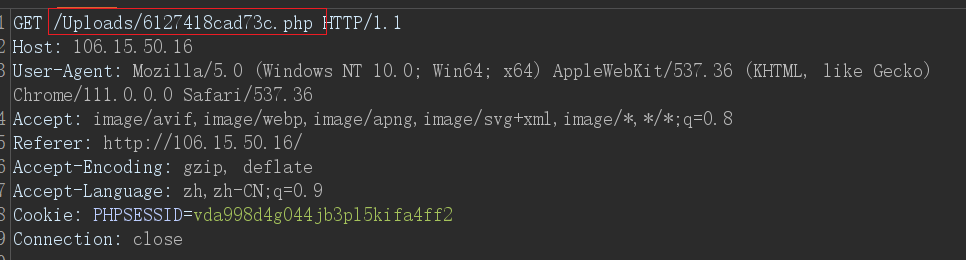 1 GET /Uploads/6127418cad73c.php HTTP/1.1
2 Host: 106.15.50.16
3 User-Agent: Mozilla/5.0 (Windows NT 10.0; Win64; x64) AppleWebKit/537.36 (KHTML, like Gecko)
Chrome/111.0.0.0 Safari/537.36
4 Accept: image/avif,image/webp,image/apng,image/svg+xml,image/*,*/*;q=0.8
5 Referer: http://106.15.50.16/
6 Accept-Encoding: gzip, deflate
7 Accept-Language: zh,zh-CN;q=0.9
8 Cookie: PHPSESSID=vda998d4g044jb3pl5kifa4ff2
9 Connection: close